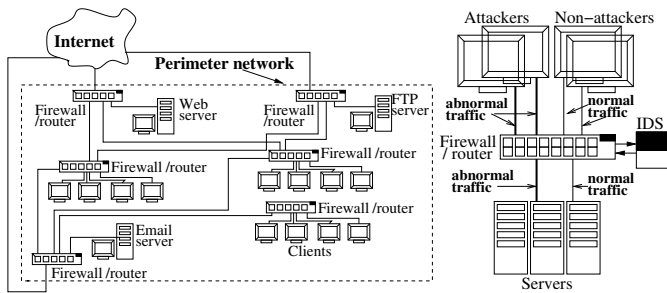 Internet
Perimeter network
Firewall
/router
Web
server
Firewall
/router
FTP
server
Firewall /router
Firewall /router
Firewall /router
Email
server
Clients
Firewall /router
Attackers
Non-attackers
abnormal
traffic
normal
traffic
Firewall
/ router
IDS
abnormal
traffic
normal
traffic
Servers